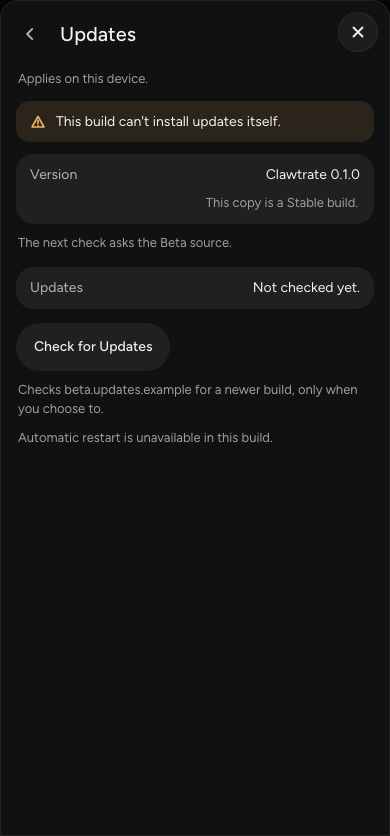 Updates
Applies on this device.
This build can't install updates itself.
Version
Clawtrate 0.1.0
This copy is a Stable build.
The next check asks the Beta source.
Updates
Not checked yet.
Check for Updates
Checks beta.updates.example for a newer build, only when
you choose to.
Automatic restart is unavailable in this build.